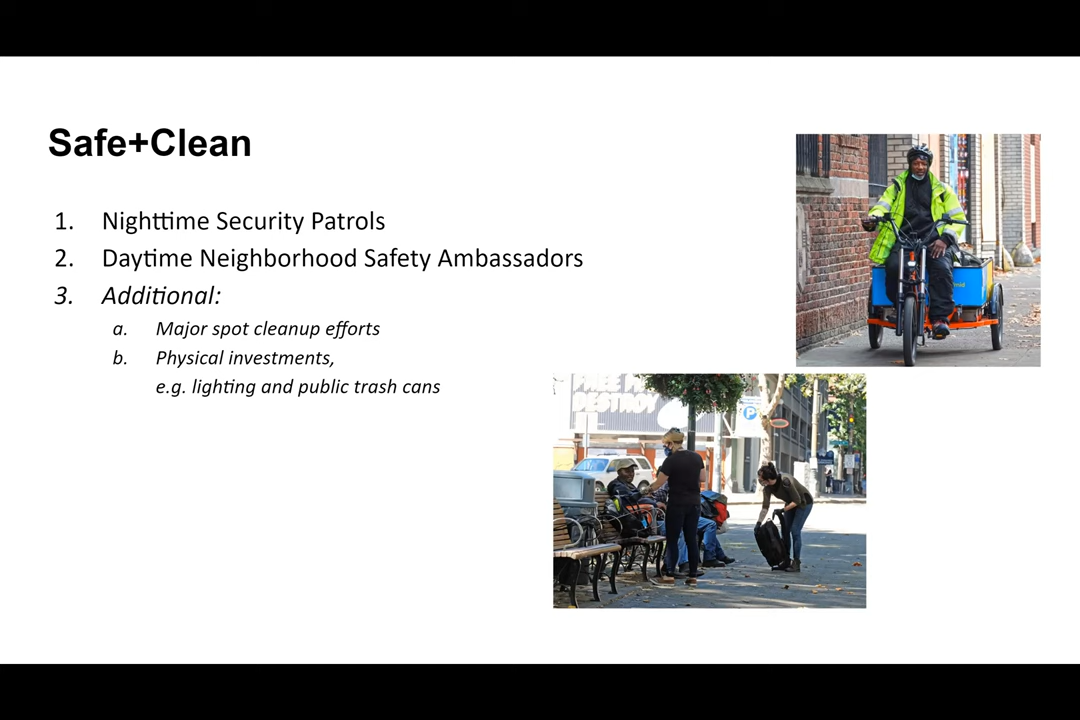 Safe+Clean
1. Nighttime Security Patrols
2. Daytime Neighborhood Safety Ambassadors
3. Additional:
a. Major spot cleanup efforts
b. Physical investments,
e.g. lighting and public trash cans
DESTROY
P